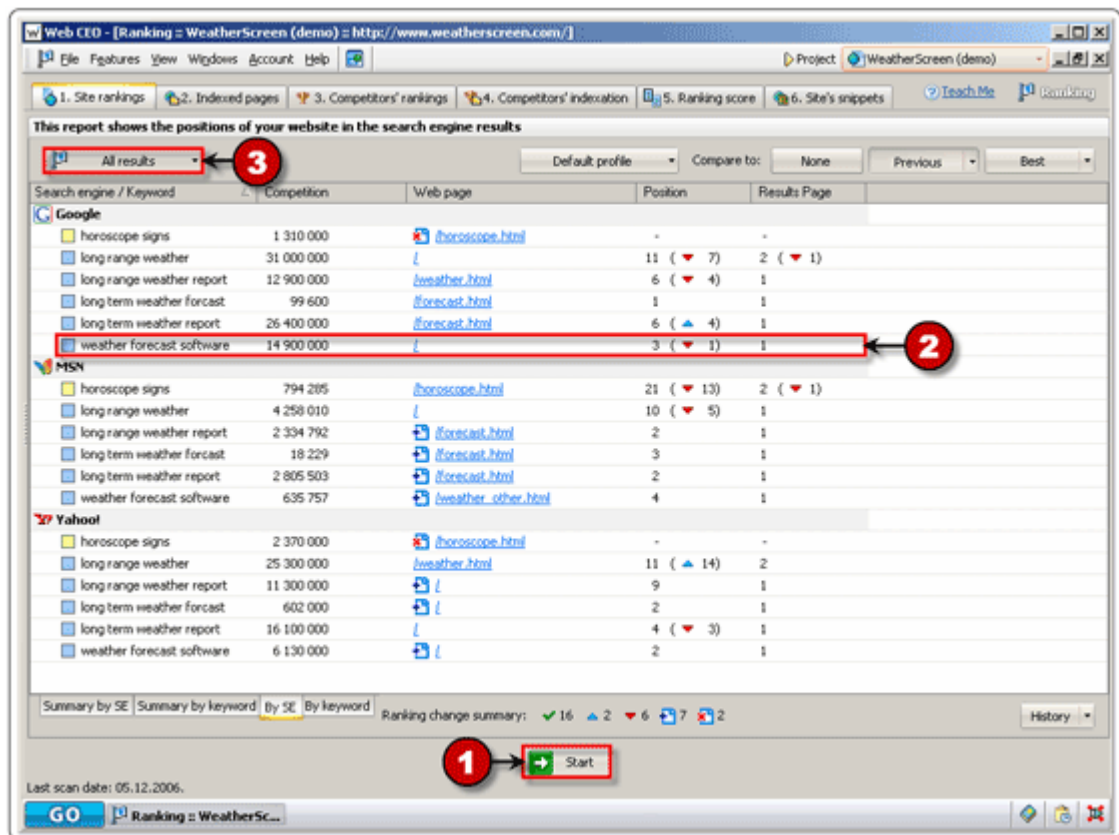 Web CEO - [Ranking :: WeatherScreen (demo) :: http://www.weatherscreen.com/]
File Features View Windows Account Help Project WeatherScreen (demo)
1. Site rankings 2. Indexed pages 3. Competitors' rankings 4. Competitors' indexation 5. Ranking score 6. Site's snippets Teach Me Ranking
This report shows the positions of your website in the search engine results
All results 3 Default profile Compare to: None Previous Best
Search engine / Keyword Competition Web page Position Results Page
Google
horoscope signs 1 310 000 /horoscope.html - -
long range weather 31 000 000 / 11 ( ▼ 7) 2 ( ▼ 1)
long range weather report 12 900 000 /weather.html 6 ( ▼ 4) 1
long term weather forcast 99 600 /forecast.html 1 1
long term weather report 26 400 000 /forecast.html 6 ( ▲ 4) 1
weather forecast software 14 900 000 / 3 ( ▼ 1) 1 2
MSN
horoscope signs 794 285 /horoscope.html 21 ( ▼ 13) 2 ( ▼ 1)
long range weather 4 258 010 / 10 ( ▼ 5) 1
long range weather report 2 334 792 /forecast.html 2 1
long term weather forcast 18 229 /forecast.html 3 1
long term weather report 2 805 503 /forecast.html 2 1
weather forecast software 635 757 /weather_other.html 4 1
Yahoo!
horoscope signs 2 370 000 /horoscope.html - -
long range weather 25 300 000 /weather.html 11 ( ▲ 14) 2
long range weather report 11 300 000 / 9 1
long term weather forcast 602 000 / 2 1
long term weather report 16 100 000 / 4 ( ▼ 3) 1
weather forecast software 6 130 000 / 2 1
Summary by SE Summary by keyword By SE By keyword Ranking change summary: 16 2 6 7 2 History
1 Start
Last scan date: 05.12.2006.
GO Ranking :: WeatherSc...